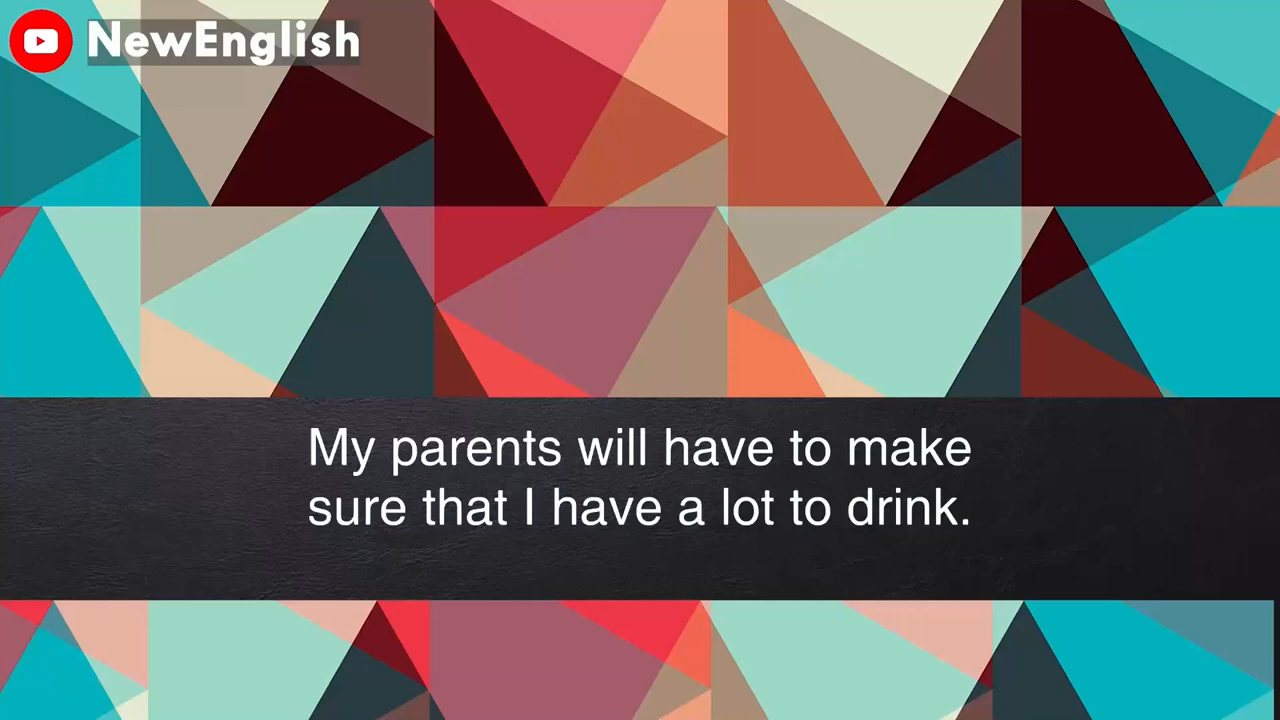 NewEnglish
My parents will have to make
sure that I have a lot to drink.